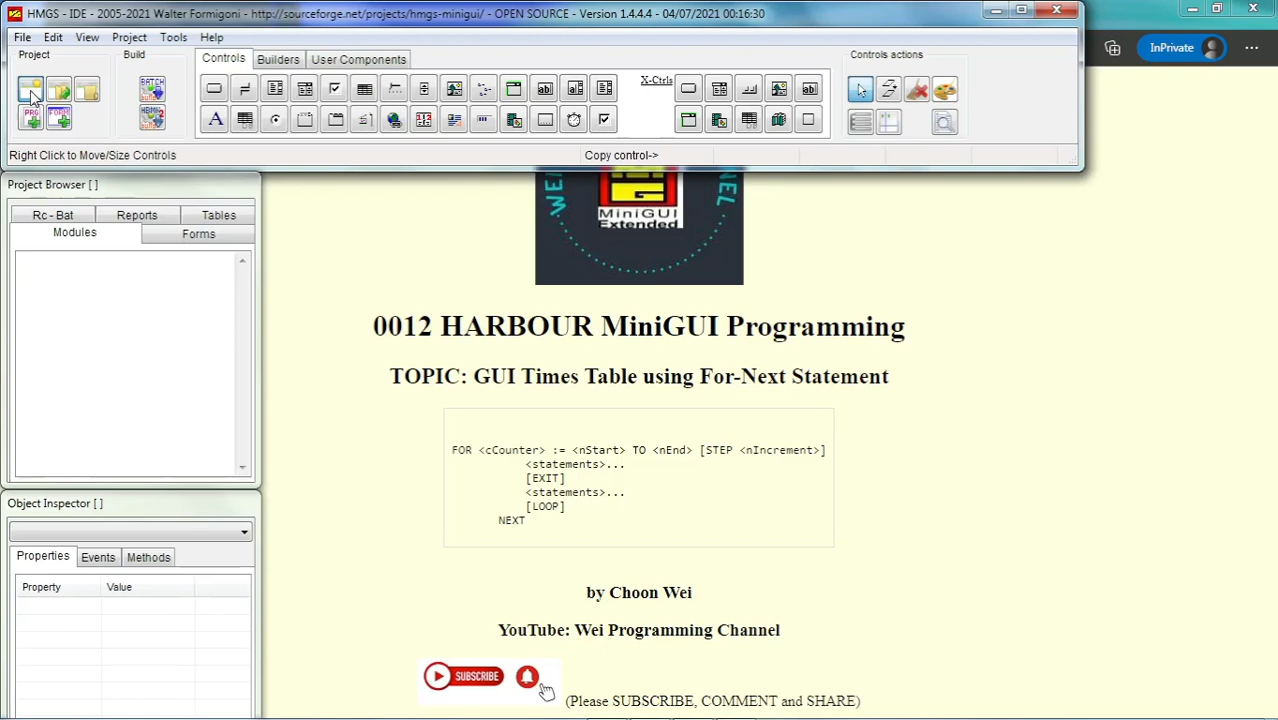 HMGS - IDE - 2005-2021 Walter Formigoni - http://sourceforge.net/projects/hmgs-minigui/ - OPEN SOURCE - Version 1.4.4.4 - 04/07/2021 00:16:30
File Edit View Project Tools Help
InPrivate
Project Build Controls Builders User Components Controls actions
X-Ctrls
BATCH
PRG FORM HBMK2
Right Click to Move/Size Controls Copy control->
Project Browser [ ]
Rc - Bat Reports Tables
Modules Forms
MiniGUI
Extended
0012 HARBOUR MiniGUI Programming
TOPIC: GUI Times Table using For-Next Statement
FOR <cCounter> := <nStart> TO <nEnd> [STEP <nIncrement>]
<statements>...
[EXIT]
<statements>...
[LOOP]
NEXT
Object Inspector [ ]
Properties Events Methods
Property Value
by Choon Wei
YouTube: Wei Programming Channel
SUBSCRIBE
(Please SUBSCRIBE, COMMENT and SHARE)